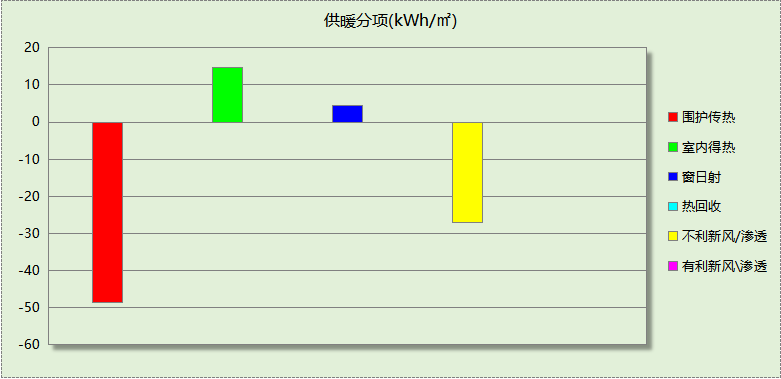 供暖分项(kWh/㎡)
20
10
0
-10
-20
-30
-40
-50
-60
围护传热
室内得热
窗日射
热回收
不利新风/渗透
有利新风\渗透